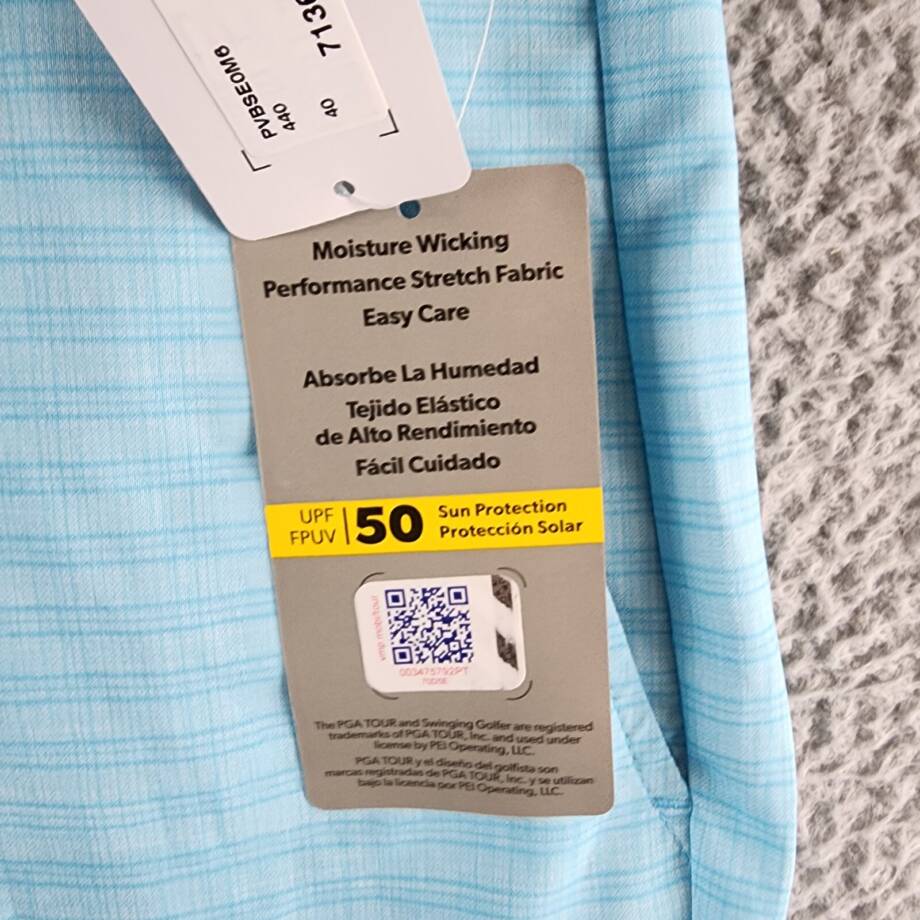 PVBSE0M6
440
40
7136
Moisture Wicking
Performance Stretch Fabric
Easy Care
Absorbe La Humedad
Tejido Elástico
de Alto Rendimiento
Fácil Cuidado
UPF
FPUV
50
Sun Protection
Protección Solar
003475792PT
The PGA TOUR and Swinging Golfer are registered
trademarks of PGA TOUR, Inc. and used under
license by PEI Operating, LLC.
PGA TOUR y el diseño del golfista son
marcas registradas de PGA TOUR, Inc. y se utilizan
bajo la licencia por PEI Operating, LLC.